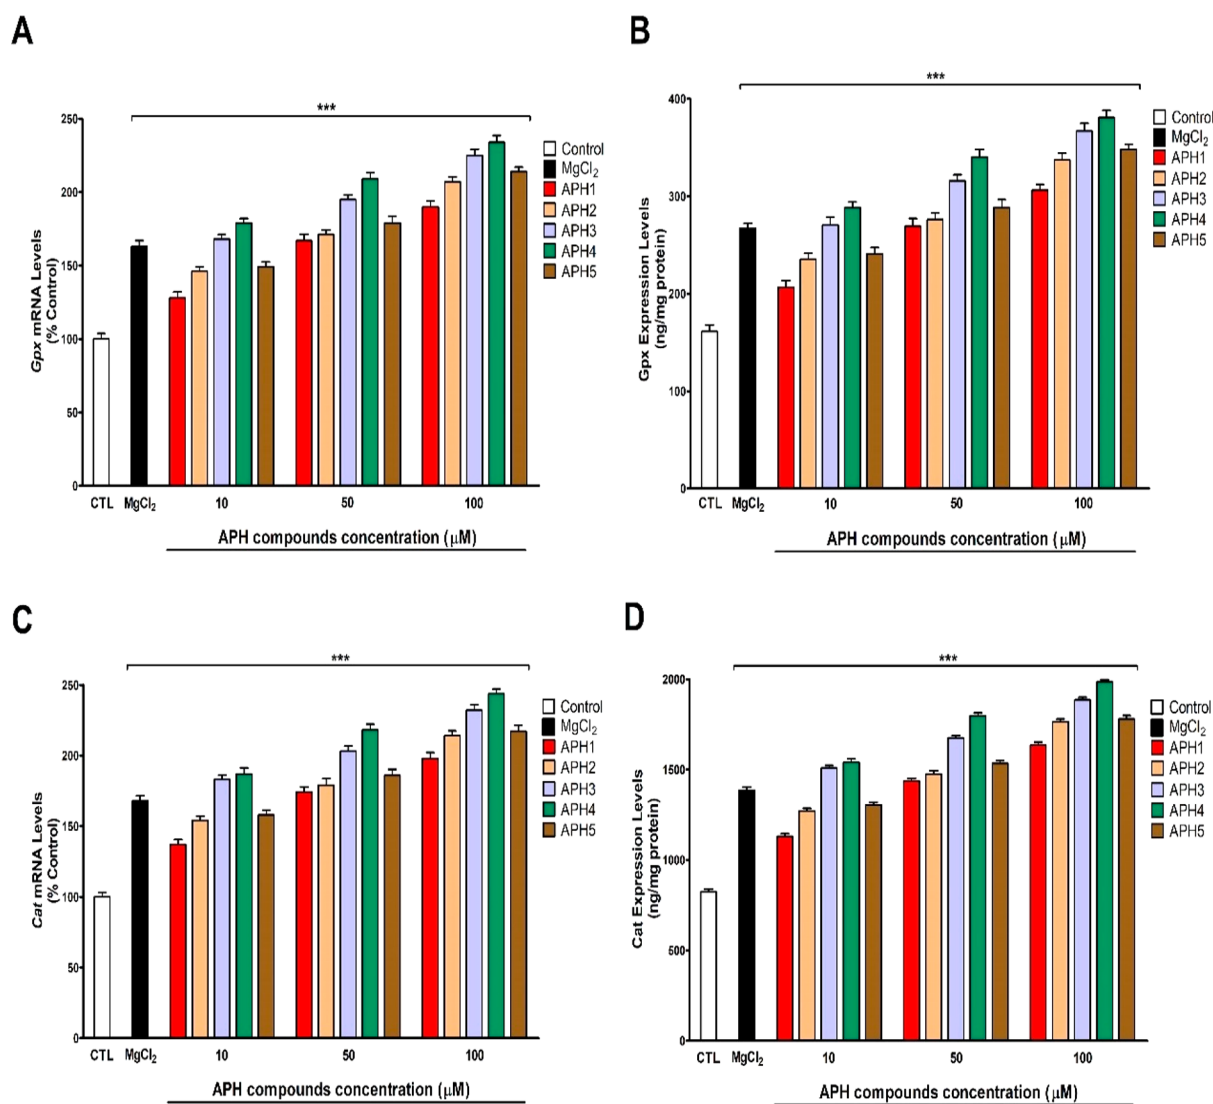 A
***
250
200
150
100
50
0
Gpx mRNA Levels
(% Control)
Control
MgCl2
APH1
APH2
APH3
APH4
APH5
CTL MgCl2 10 50 100
APH compounds concentration (μM)
B
***
400
300
200
100
0
Gpx Expression Levels
(ng/mg protein)
Control
MgCl2
APH1
APH2
APH3
APH4
APH5
CTL MgCl2 10 50 100
APH compounds concentration (μM)
C
***
250
200
150
100
50
0
Cat mRNA Levels
(% Control)
Control
MgCl2
APH1
APH2
APH3
APH4
APH5
CTL MgCl2 10 50 100
APH compounds concentration (μM)
D
***
2000
1500
1000
500
0
Cat Expression Levels
(ng/mg protein)
Control
MgCl2
APH1
APH2
APH3
APH4
APH5
CTL MgCl2 10 50 100
APH compounds concentration (μM)